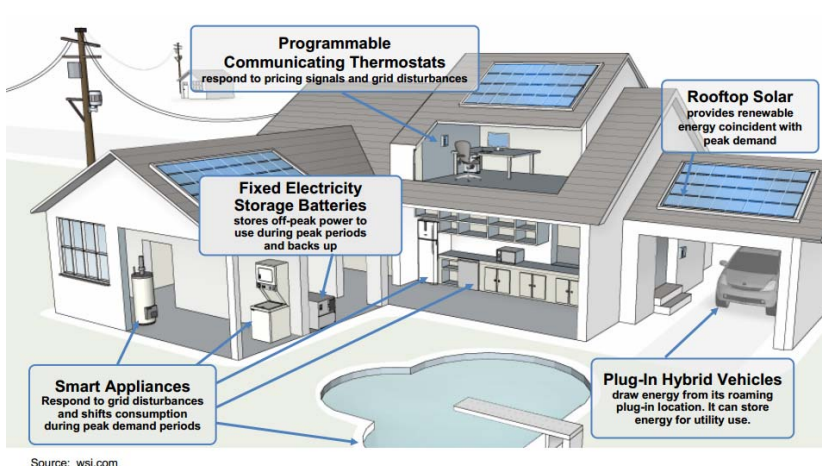 Programmable
Communicating Thermostats
respond to pricing signals and grid disturbances
Rooftop Solar
provides renewable
energy coincident with
peak demand
Fixed Electricity
Storage Batteries
stores off-peak power to
use during peak periods
and backs up
Smart Appliances
Respond to grid disturbances
and shifts consumption
during peak demand periods
Plug-In Hybrid Vehicles
draw energy from its roaming
plug-in location. It can store
energy for utility use.
Source: wsj.com